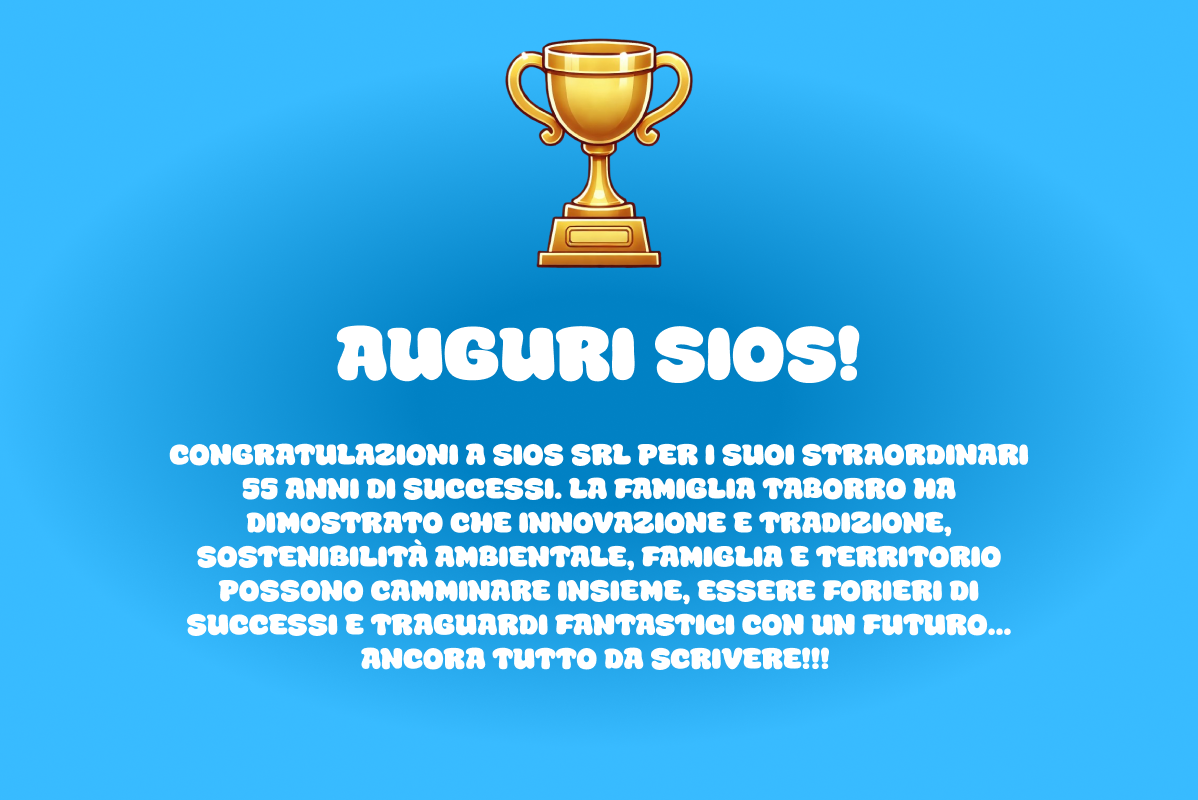 AUGURI SIOS!
CONGRATULAZIONI A SIOS SRL PER I SUOI STRAORDINARI
55 ANNI DI SUCCESSI. LA FAMIGLIA TABORRO HA
DIMOSTRATO CHE INNOVAZIONE E TRADIZIONE,
SOSTENIBILITÀ AMBIENTALE, FAMIGLIA E TERRITORIO
POSSONO CAMMINARE INSIEME, ESSERE FORIERI DI
SUCCESSI E TRAGUARDI FANTASTICI CON UN FUTURO...
ANCORA TUTTO DA SCRIVERE!!!